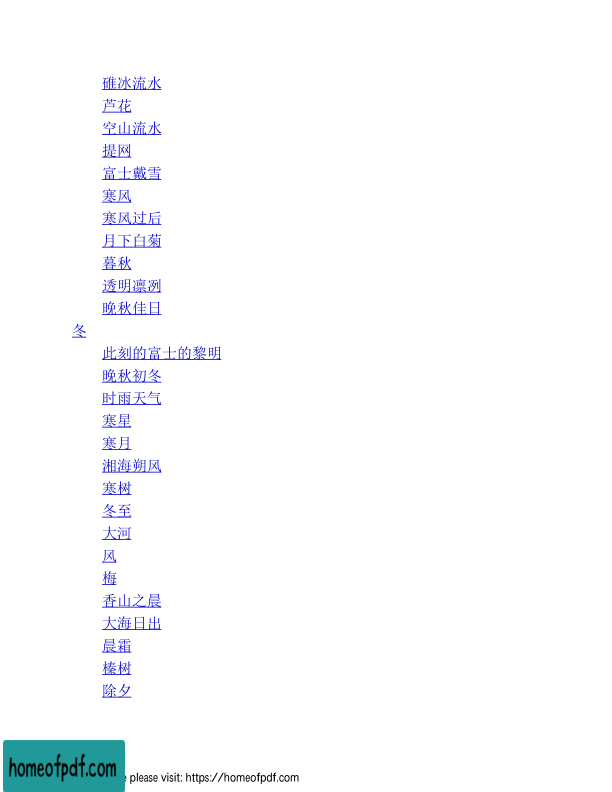 碓冰流水
芦花
空山流水
提网
富士戴雪
寒风
寒风过后
月下白菊
暮秋
透明凛冽
晚秋佳日
冬
此刻的富士的黎明
晚秋初冬
时雨天气
寒星
寒月
湘海朔风
寒树
冬至
大河
风
梅
香山之晨
大海日出
晨霜
榛树
除夕
homeofpdf.com
please visit: https://homeofpdf.com